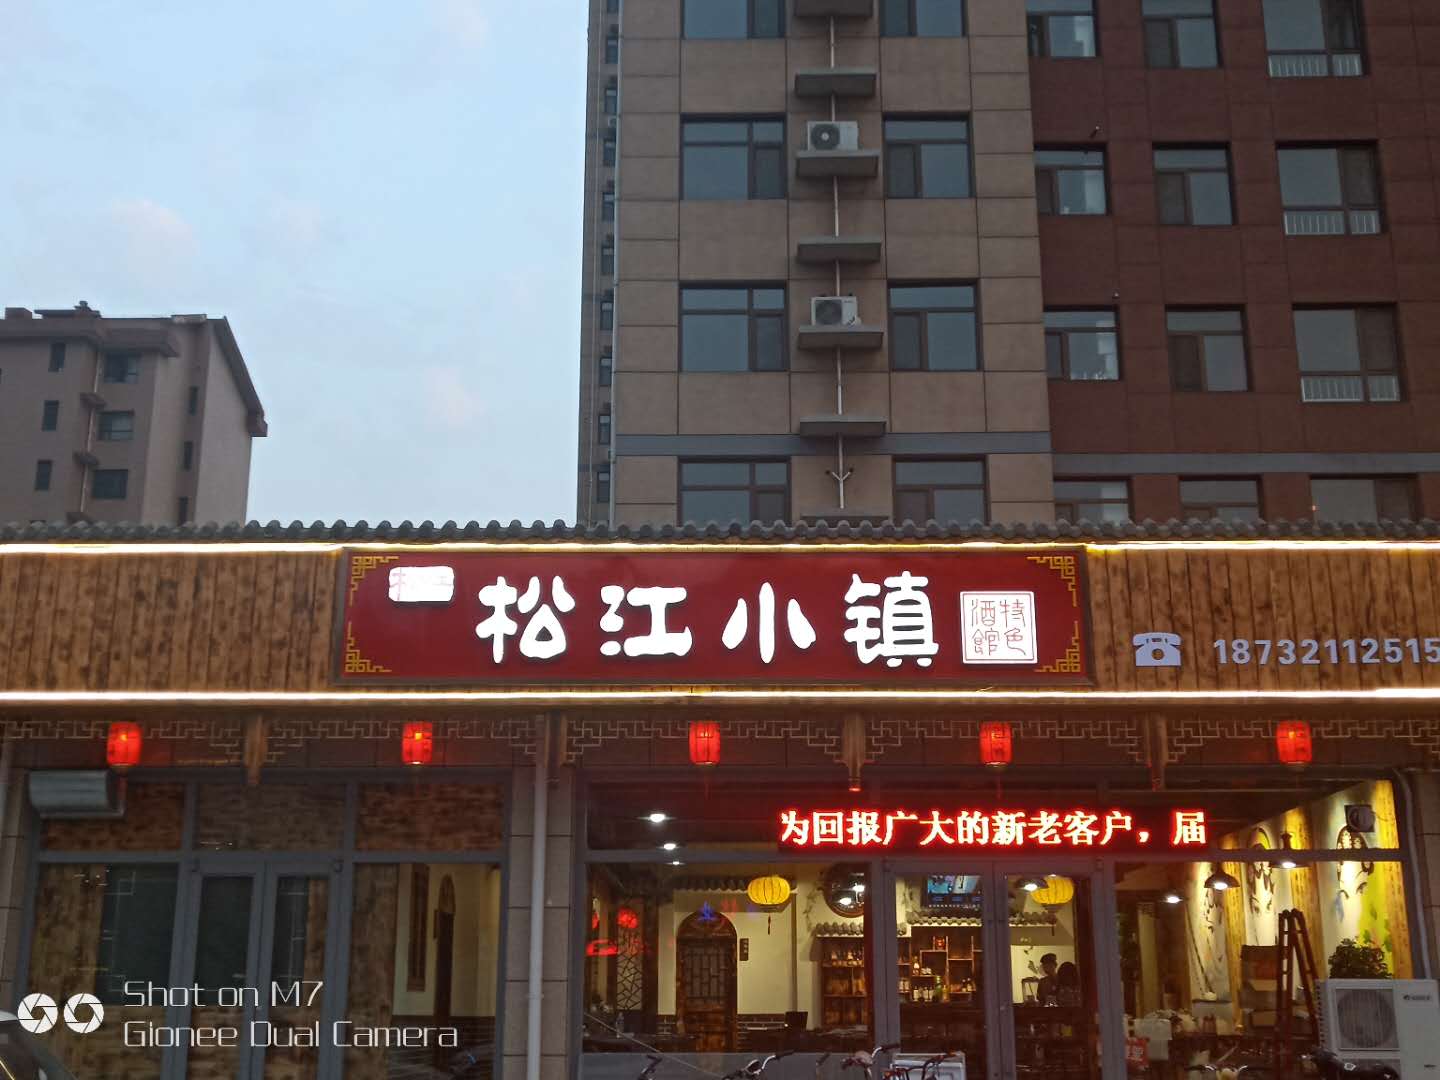 松江小镇
特色
酒館
18732112515
为回报广大的新老客户，届
Shot on M7
Gionee Dual Camera